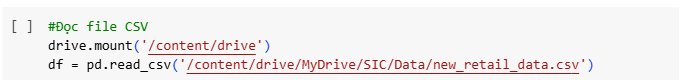 [ ] #Đọc file CSV
drive.mount('/content/drive')
df = pd.read_csv('/content/drive/MyDrive/SIC/Data/new_retail_data.csv')